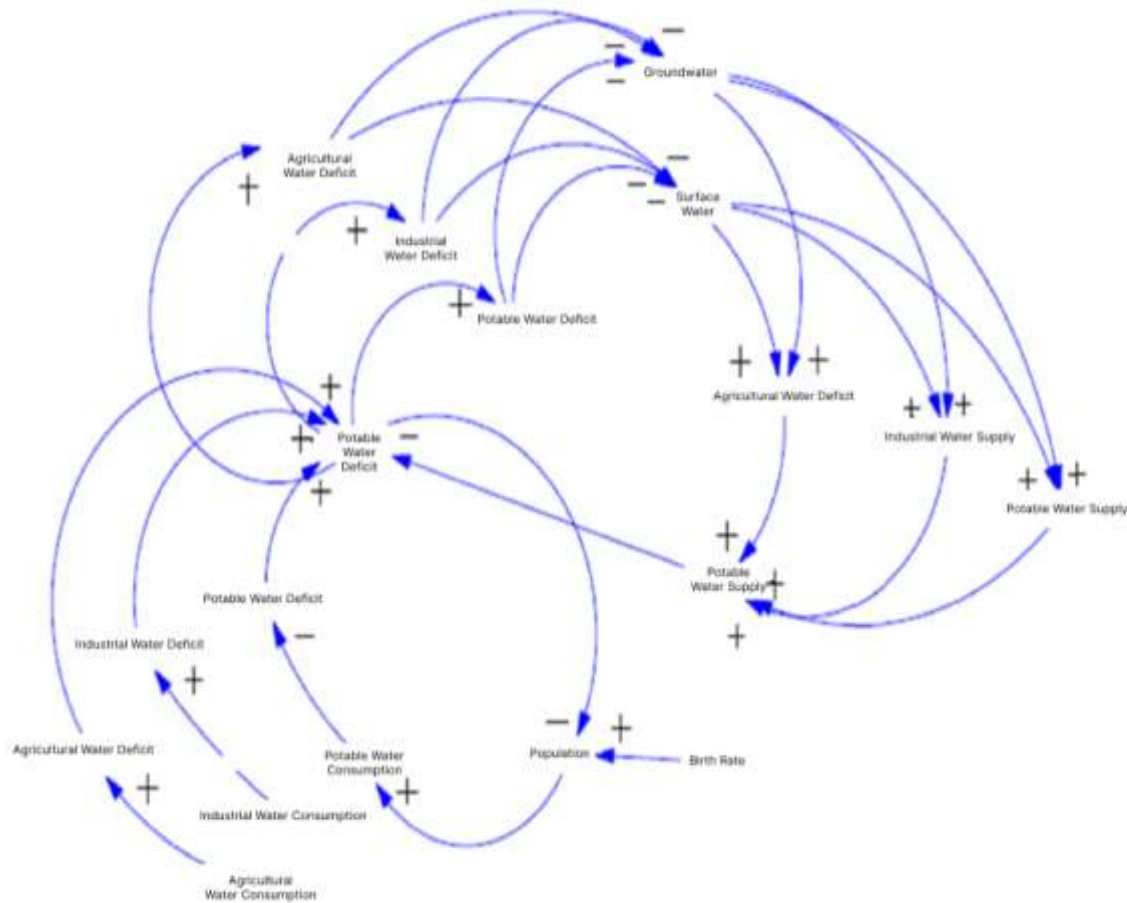 Groundwater
Agricultural
Water Deficit
Surface
Water
Industrial
Water Deficit
Potable Water Deficit
Agricultural Water Deficit
Industrial Water Supply
Potable
Water
Deficit
Potable Water Supply
Potable
Water Supply
Potable Water Deficit
Industrial Water Deficit
Agricultural Water Deficit
Potable Water
Consumption
Population
Birth Rate
Industrial Water Consumption
Agricultural
Water Consumption